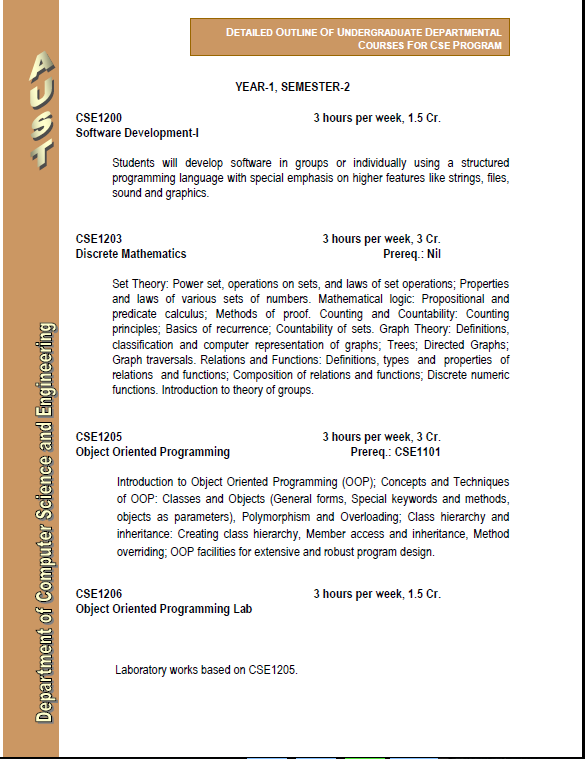 DETAILED OUTLINE OF UNDERGRADUATE DEPARTMENTAL
COURSES FOR CSE PROGRAM
AUST
Department of Computer Science and Engineering
YEAR-1, SEMESTER-2
CSE1200 3 hours per week, 1.5 Cr.
Software Development-I
Students will develop software in groups or individually using a structured
programming language with special emphasis on higher features like strings, files,
sound and graphics.
CSE1203 3 hours per week, 3 Cr.
Discrete Mathematics Prereq.: Nil
Set Theory: Power set, operations on sets, and laws of set operations; Properties
and laws of various sets of numbers. Mathematical logic: Propositional and
predicate calculus; Methods of proof. Counting and Countability: Counting
principles; Basics of recurrence; Countability of sets. Graph Theory: Definitions,
classification and computer representation of graphs; Trees; Directed Graphs;
Graph traversals. Relations and Functions: Definitions, types and properties of
relations and functions; Composition of relations and functions; Discrete numeric
functions. Introduction to theory of groups.
CSE1205 3 hours per week, 3 Cr.
Object Oriented Programming Prereq.: CSE1101
Introduction to Object Oriented Programming (OOP); Concepts and Techniques
of OOP: Classes and Objects (General forms, Special keywords and methods,
objects as parameters), Polymorphism and Overloading; Class hierarchy and
inheritance: Creating class hierarchy, Member access and inheritance, Method
overriding; OOP facilities for extensive and robust program design.
CSE1206 3 hours per week, 1.5 Cr.
Object Oriented Programming Lab
Laboratory works based on CSE1205.